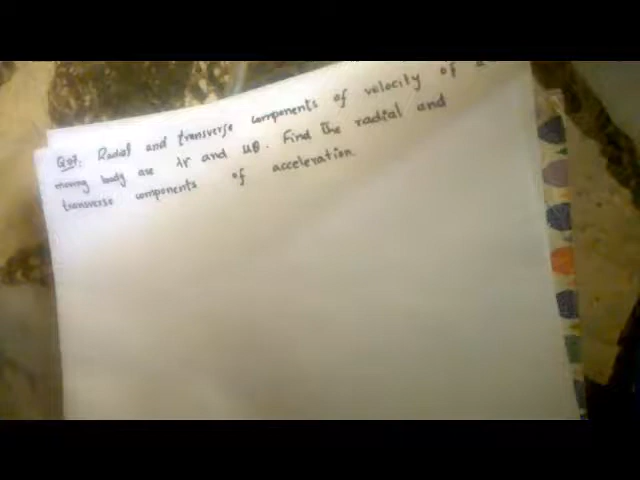 Q07. Radial and transverse components of velocity of a
moving body are λr and μθ. Find the radial and
transverse components of acceleration